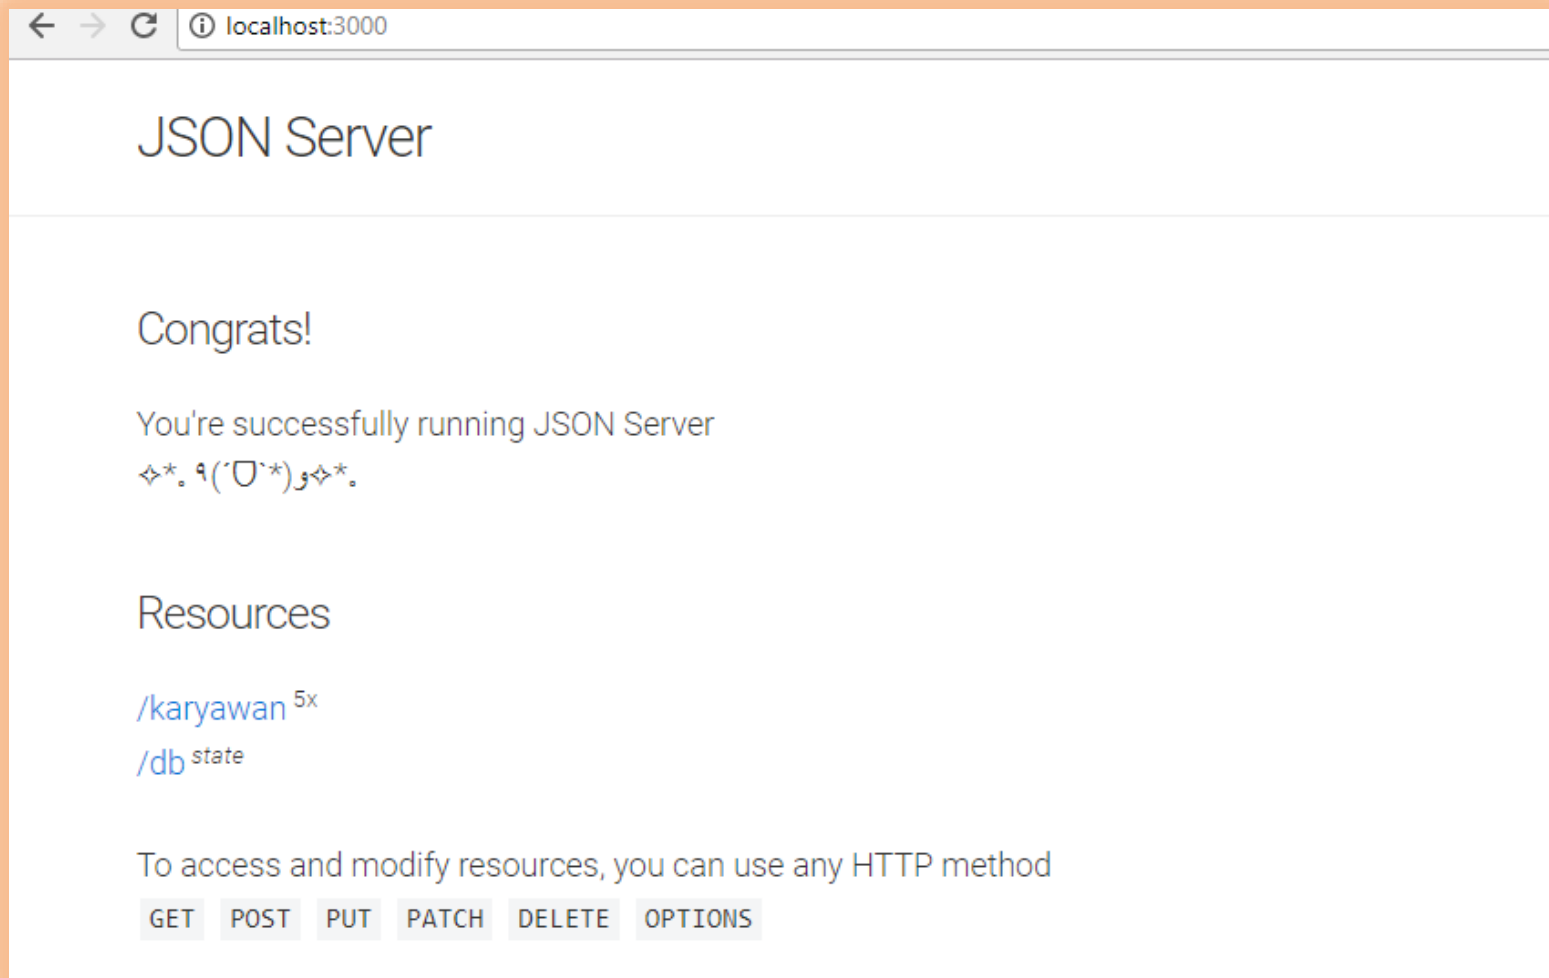 localhost:3000
JSON Server
Congrats!
You're successfully running JSON Server
✧*｡٩(ˊᗜˋ*)و✧*｡
Resources
/karyawan 5x
/db state
To access and modify resources, you can use any HTTP method
GET POST PUT PATCH DELETE OPTIONS